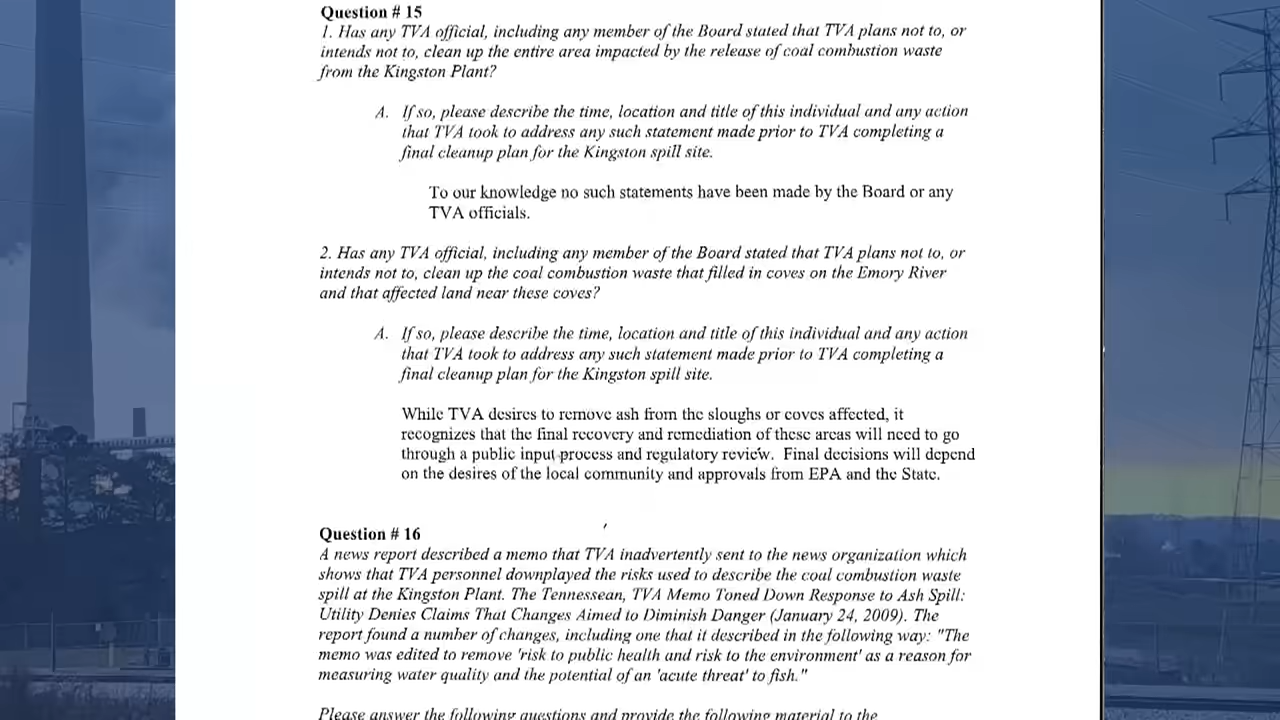 Question # 15
1. Has any TVA official, including any member of the Board stated that TVA plans not to, or
intends not to, clean up the entire area impacted by the release of coal combustion waste
from the Kingston Plant?
A. If so, please describe the time, location and title of this individual and any action
that TVA took to address any such statement made prior to TVA completing a
final cleanup plan for the Kingston spill site.
To our knowledge no such statements have been made by the Board or any
TVA officials.
2. Has any TVA official, including any member of the Board stated that TVA plans not to, or
intends not to, clean up the coal combustion waste that filled in coves on the Emory River
and that affected land near these coves?
A. If so, please describe the time, location and title of this individual and any action
that TVA took to address any such statement made prior to TVA completing a
final cleanup plan for the Kingston spill site.
While TVA desires to remove ash from the sloughs or coves affected, it
recognizes that the final recovery and remediation of these areas will need to go
through a public input process and regulatory review. Final decisions will depend
on the desires of the local community and approvals from EPA and the State.
Question # 16
A news report described a memo that TVA inadvertently sent to the news organization which
shows that TVA personnel downplayed the risks used to describe the coal combustion waste
spill at the Kingston Plant. The Tennessean, TVA Memo Toned Down Response to Ash Spill:
Utility Denies Claims That Changes Aimed to Diminish Danger (January 24, 2009). The
report found a number of changes, including one that it described in the following way: "The
memo was edited to remove 'risk to public health and risk to the environment' as a reason for
measuring water quality and the potential of an 'acute threat' to fish."
Please answer the following questions and provide the following material to the